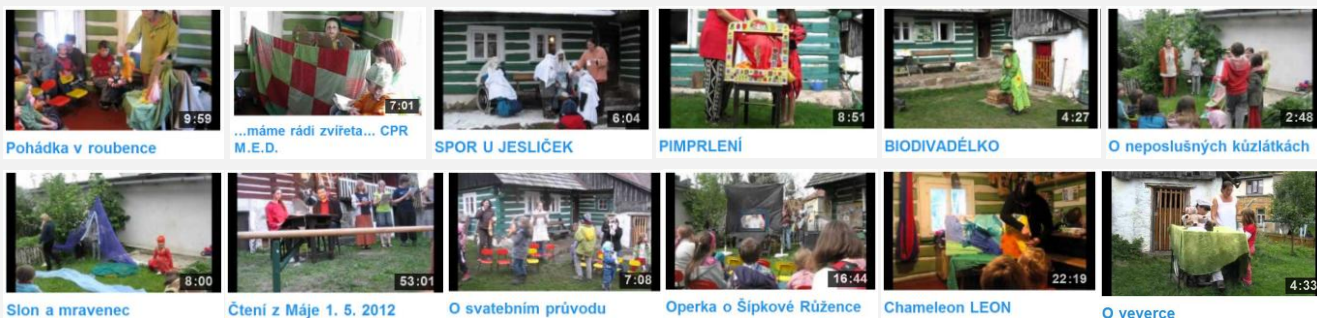 9:59
7:01
6:04
8:51
4:27
2:48
Pohádka v roubence
...máme rádi zvířeta... CPR
M.E.D.
SPOR U JESLIČEK
PIMPRLENÍ
BIODIVADÉLKO
O neposlušných kůzlátkách
8:00
53:01
7:08
16:44
22:19
4:33
Slon a mravenec
Čtení z Máje 1. 5. 2012
O svatebním průvodu
Operka o Šípkové Růžence
Chameleon LEON
O veverce